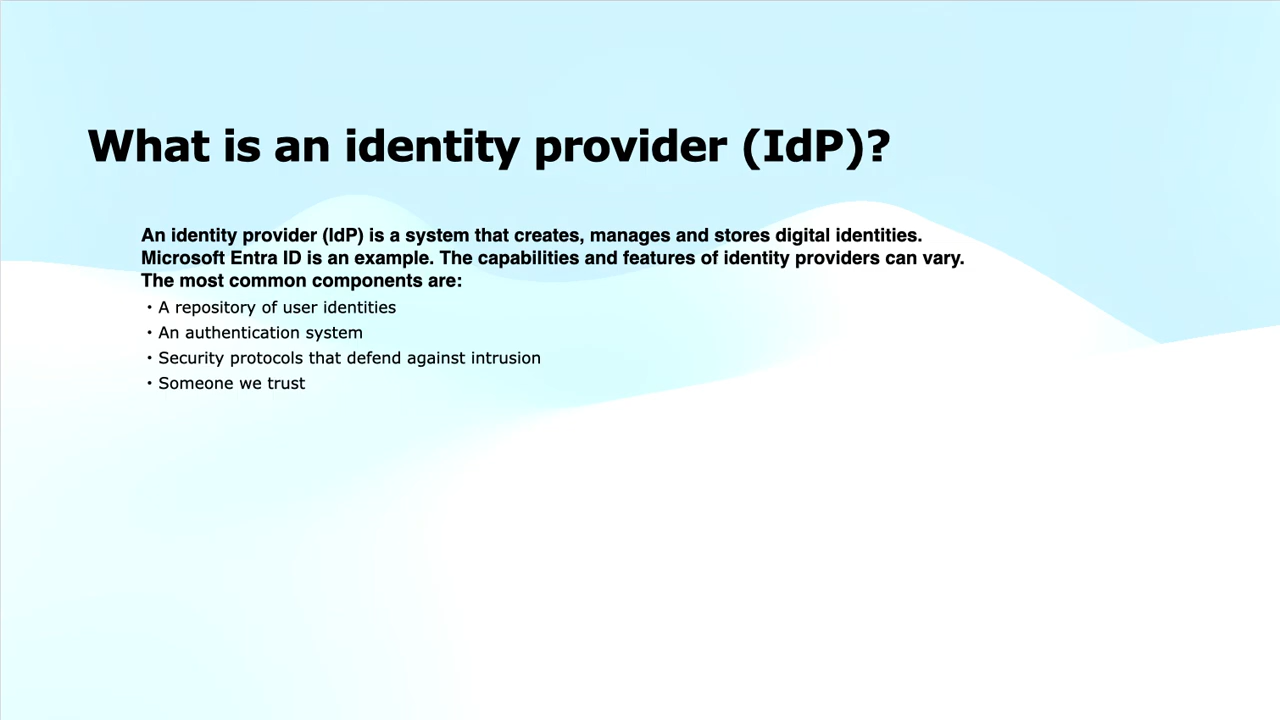 What is an identity provider (IdP)?
An identity provider (IdP) is a system that creates, manages and stores digital identities.
Microsoft Entra ID is an example. The capabilities and features of identity providers can vary.
The most common components are:
• A repository of user identities
• An authentication system
• Security protocols that defend against intrusion
• Someone we trust